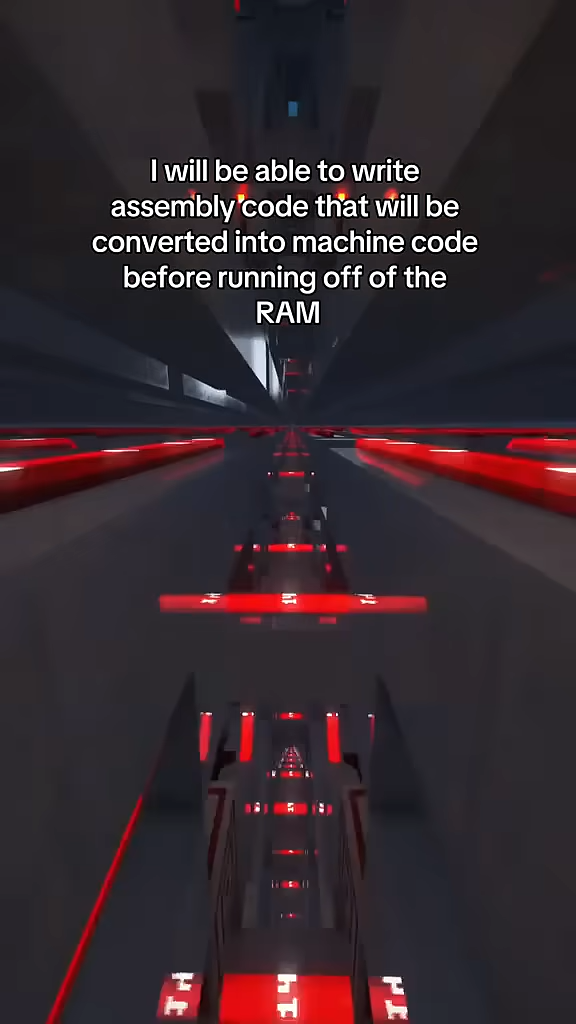 I will be able to write
assembly code that will be
converted into machine code
before running off of the
RAM